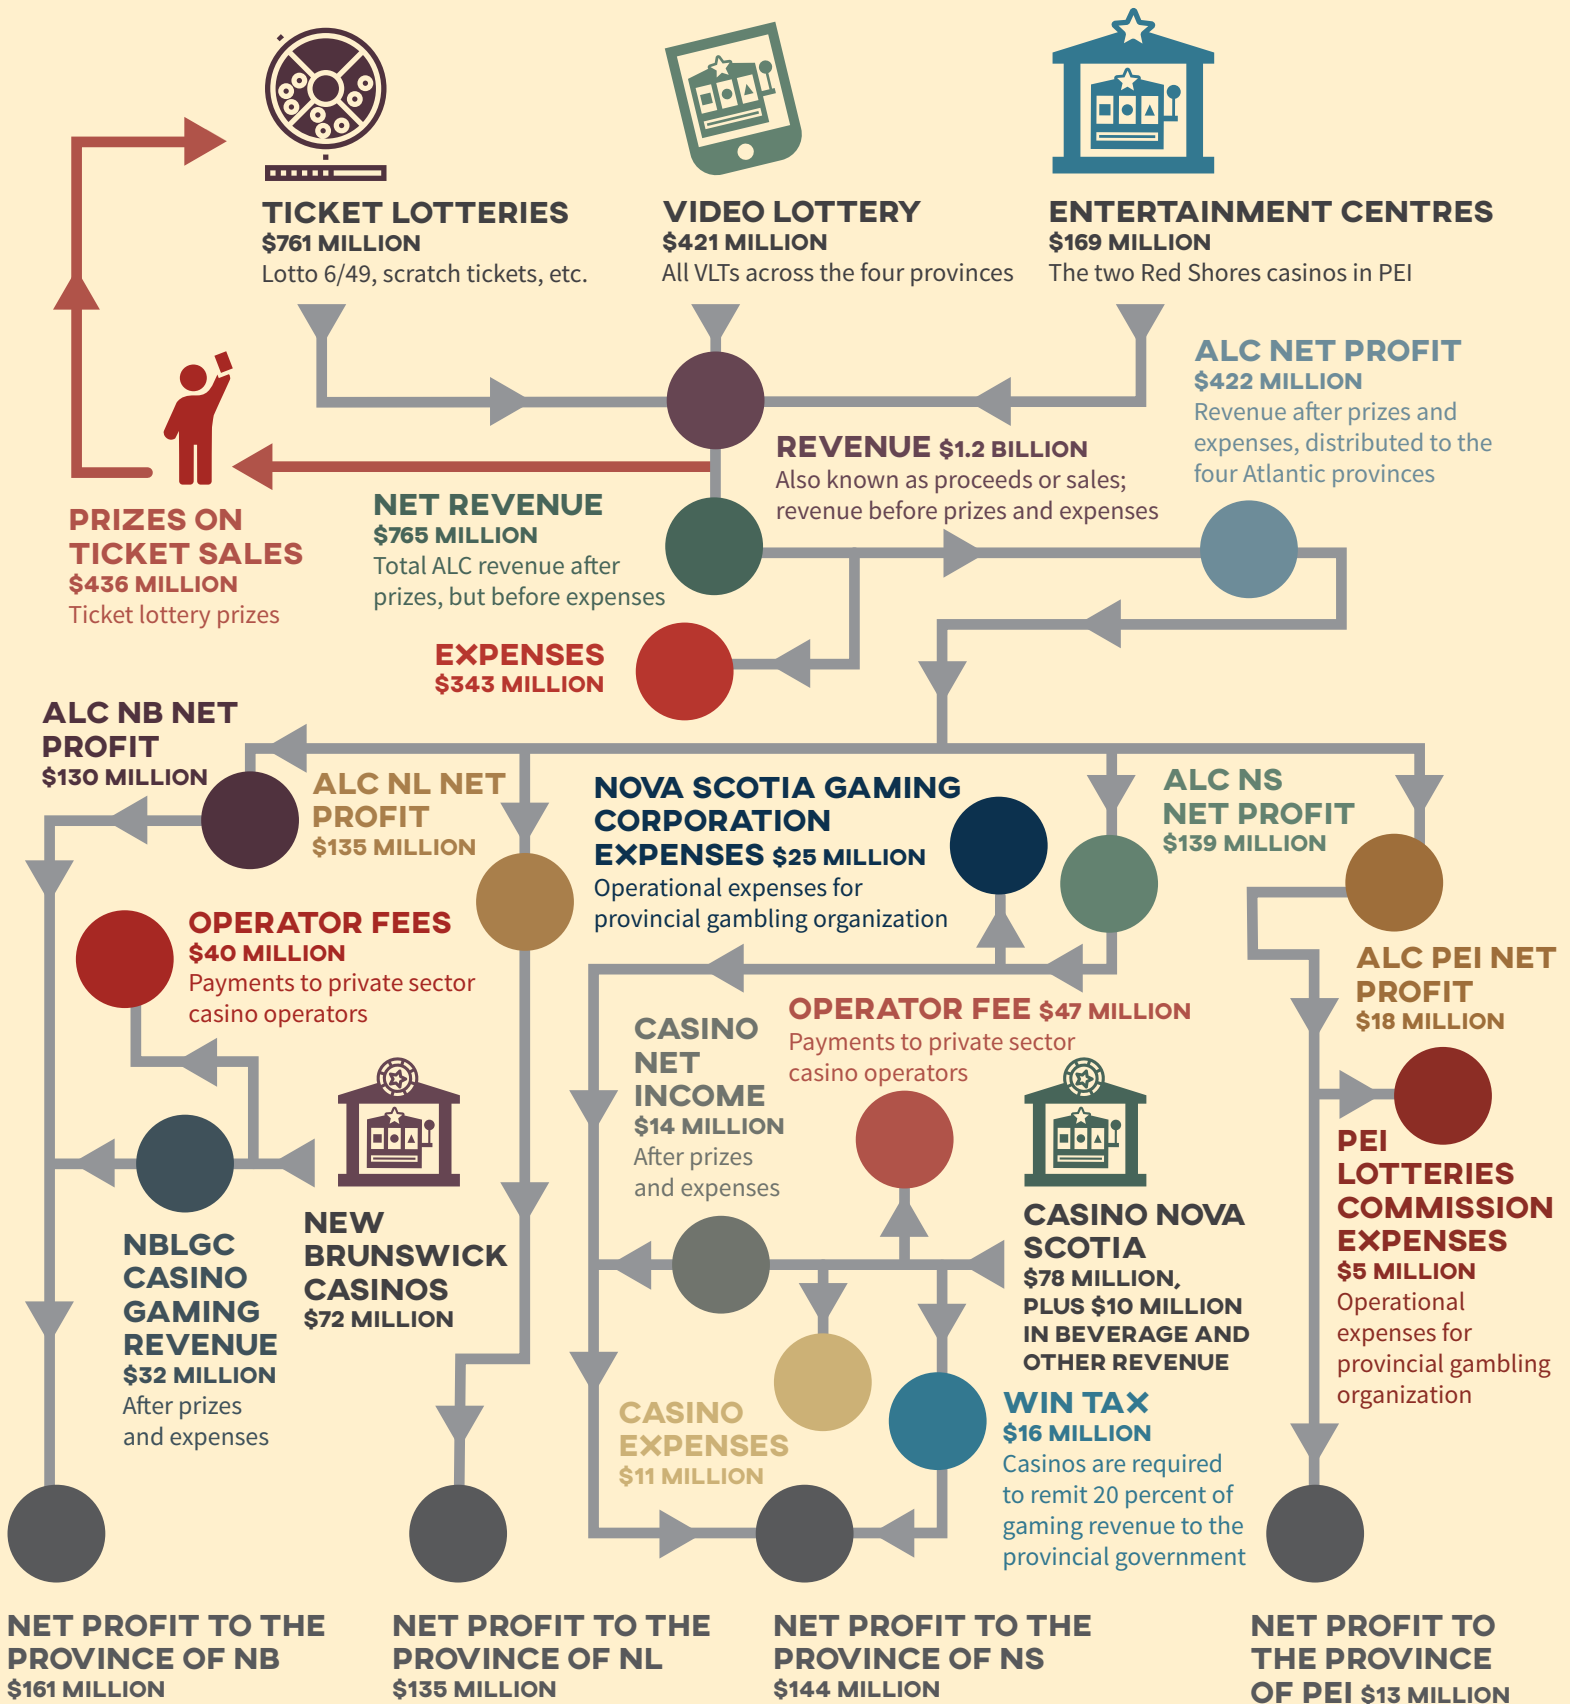 TICKET LOTTERIES
$761 MILLION
Lotto 6/49, scratch tickets, etc.
VIDEO LOTTERY
$421 MILLION
All VLTs across the four provinces
ENTERTAINMENT CENTRES
$169 MILLION
The two Red Shores casinos in PEI
ALC NET PROFIT
$422 MILLION
Revenue after prizes and
expenses, distributed to the
four Atlantic provinces
REVENUE $1.2 BILLION
Also known as proceeds or sales;
revenue before prizes and expenses
NET REVENUE
$765 MILLION
Total ALC revenue after
prizes, but before expenses
PRIZES ON
TICKET SALES
$436 MILLION
Ticket lottery prizes
EXPENSES
$343 MILLION
ALC NB NET
PROFIT
$130 MILLION
ALC NL NET
PROFIT
$135 MILLION
NOVA SCOTIA GAMING
CORPORATION
EXPENSES $25 MILLION
Operational expenses for
provincial gambling organization
ALC NS
NET PROFIT
$139 MILLION
OPERATOR FEES
$40 MILLION
Payments to private sector
casino operators
ALC PEI NET
PROFIT
$18 MILLION
CASINO
NET
INCOME
$14 MILLION
After prizes
and expenses
OPERATOR FEE $47 MILLION
Payments to private sector
casino operators
PEI
LOTTERIES
COMMISSION
EXPENSES
$5 MILLION
Operational
expenses for
provincial gambling
organization
NBLGC
CASINO
GAMING
REVENUE
$32 MILLION
After prizes
and expenses
NEW
BRUNSWICK
CASINOS
$72 MILLION
CASINO NOVA
SCOTIA
$78 MILLION,
PLUS $10 MILLION
IN BEVERAGE AND
OTHER REVENUE
CASINO
EXPENSES
$11 MILLION
WIN TAX
$16 MILLION
Casinos are required
to remit 20 percent of
gaming revenue to the
provincial government
NET PROFIT TO THE
PROVINCE OF NB
$161 MILLION
NET PROFIT TO THE
PROVINCE OF NL
$135 MILLION
NET PROFIT TO THE
PROVINCE OF NS
$144 MILLION
NET PROFIT TO
THE PROVINCE
OF PEI $13 MILLION